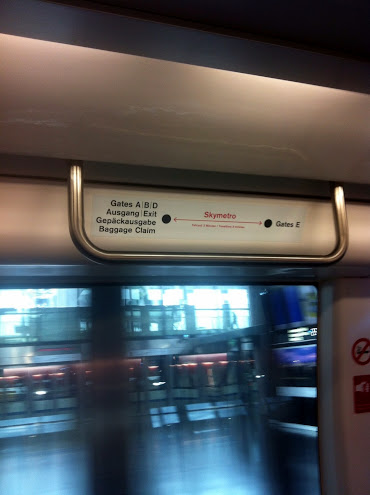 Gates A|B|D
Ausgang|Exit
Gepäckausgabe
Baggage Claim
Skymetro
Gates E